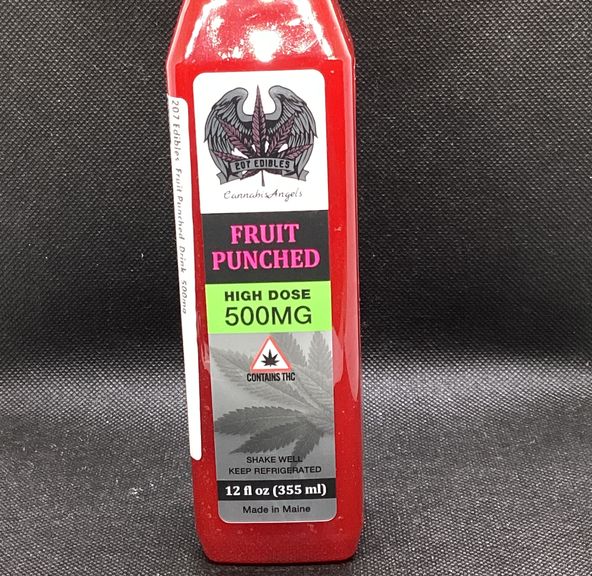 207 EDIBLES
Cannabis Angels
FRUIT
PUNCHED
HIGH DOSE
500MG
CONTAINS THC
SHAKE WELL
KEEP REFRIGERATED
12 fl oz (355 ml)
Made in Maine
207 Edibles Fruit Punched Drink 500mg